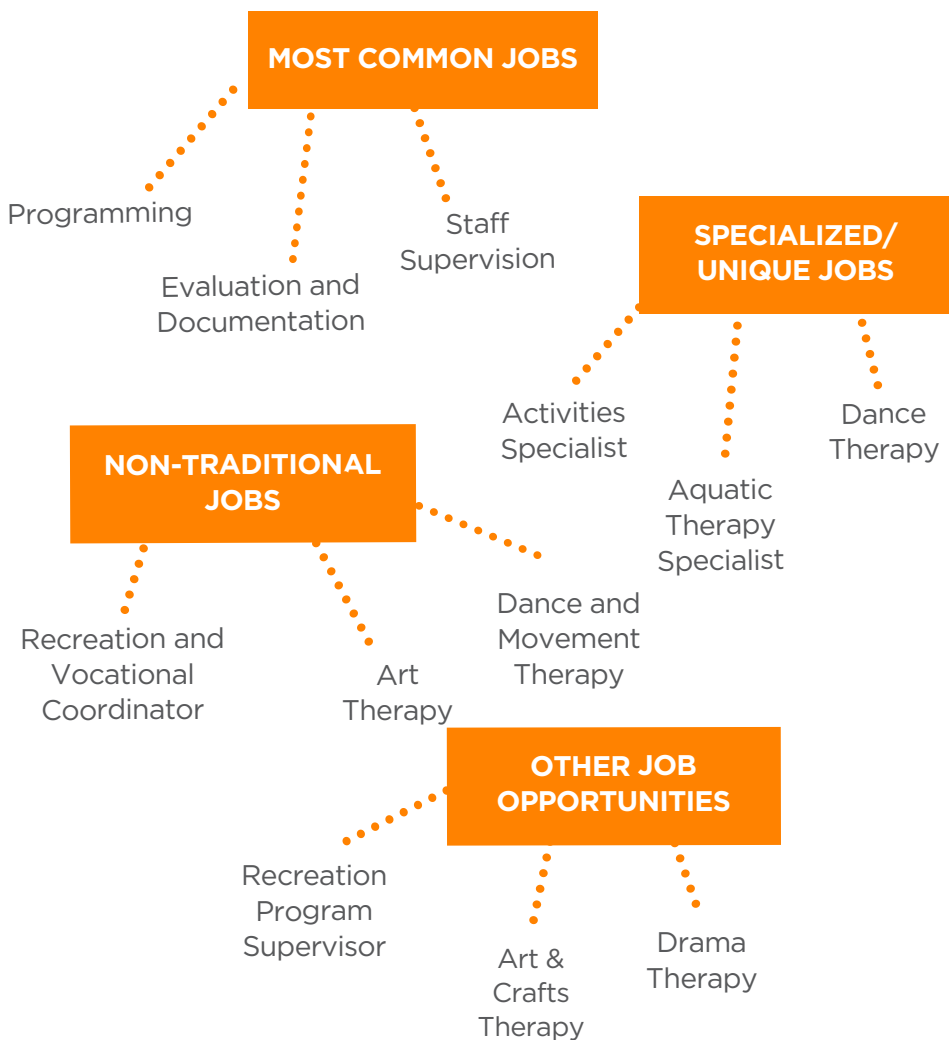 MOST COMMON JOBS
Programming
Evaluation and
Documentation
Staff
Supervision
SPECIALIZED/
UNIQUE JOBS
Activities
Specialist
Aquatic
Therapy
Specialist
Dance
Therapy
NON-TRADITIONAL
JOBS
Recreation and
Vocational
Coordinator
Art
Therapy
Dance and
Movement
Therapy
OTHER JOB
OPPORTUNITIES
Recreation
Program
Supervisor
Art &
Crafts
Therapy
Drama
Therapy